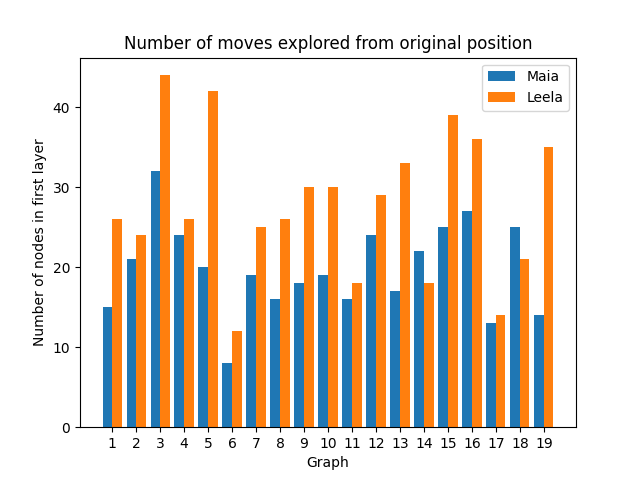 Number of moves explored from original position
Maia
Leela
Number of nodes in first layer
40
30
20
10
0
1 2 3 4 5 6 7 8 9 10 11 12 13 14 15 16 17 18 19
Graph